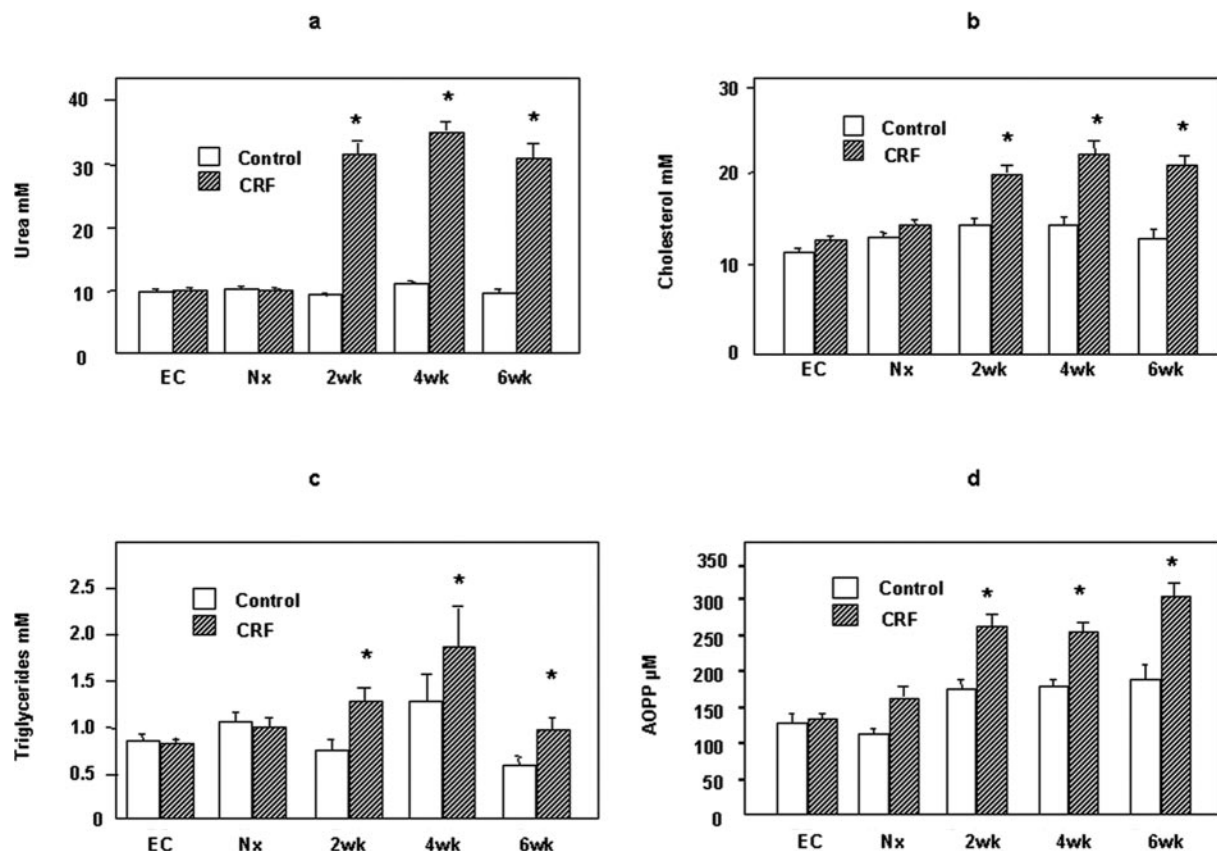 a
Urea mM
40
30
20
10
0
Control
CRF
*
*
*
EC Nx 2wk 4wk 6wk
b
Cholesterol mM
30
20
10
0
Control
CRF
*
*
*
EC Nx 2wk 4wk 6wk
c
Triglycerides mM
2.5
2.0
1.5
1.0
0.5
0
Control
CRF
*
*
*
EC Nx 2wk 4wk 6wk
d
AOPP µM
350
300
250
200
150
100
50
0
Control
CRF
*
*
*
EC Nx 2wk 4wk 6wk